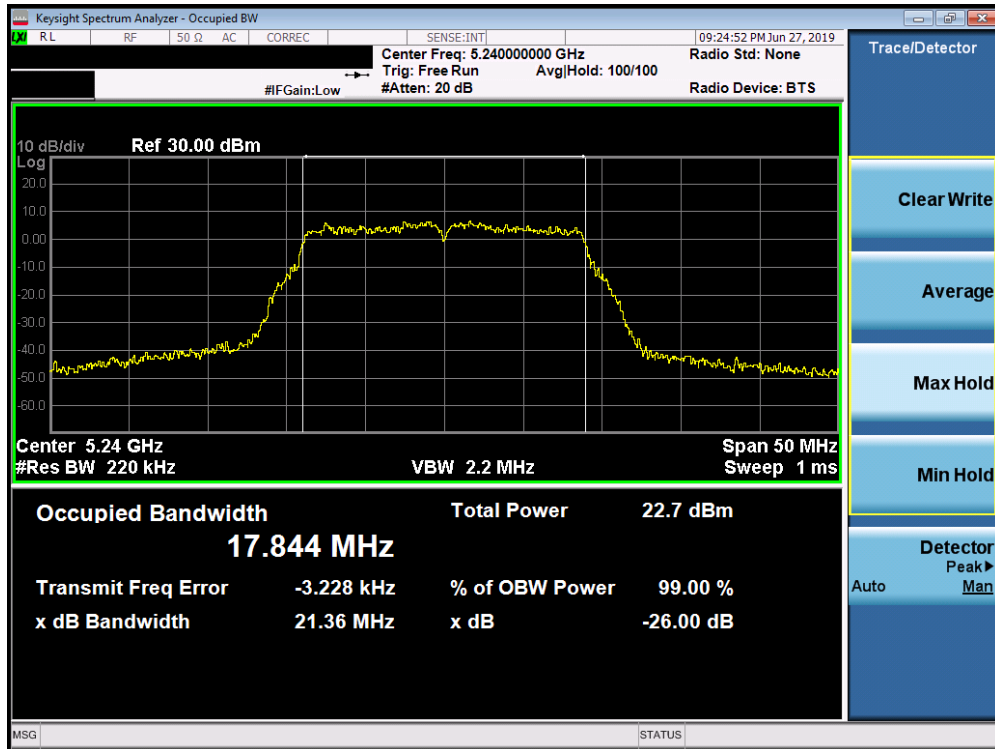 Keysight Spectrum Analyzer - Occupied BW
LXI RL RF 50 Ω AC CORREC SENSE:INT 09:24:52 PM Jun 27, 2019
Center Freq: 5.240000000 GHz Radio Std: None
Trig: Free Run Avg|Hold: 100/100
#IFGain:Low #Atten: 20 dB Radio Device: BTS
10 dB/div Ref 30.00 dBm
Log
20.0
10.0
0.00
-10.0
-20.0
-30.0
-40.0
-50.0
-60.0
Center 5.24 GHz Span 50 MHz
#Res BW 220 kHz VBW 2.2 MHz Sweep 1 ms
Occupied Bandwidth Total Power 22.7 dBm
17.844 MHz
Transmit Freq Error -3.228 kHz % of OBW Power 99.00 %
x dB Bandwidth 21.36 MHz x dB -26.00 dB
Trace/Detector
Clear Write
Average
Max Hold
Min Hold
Detector
Peak▶
Auto Man
MSG STATUS